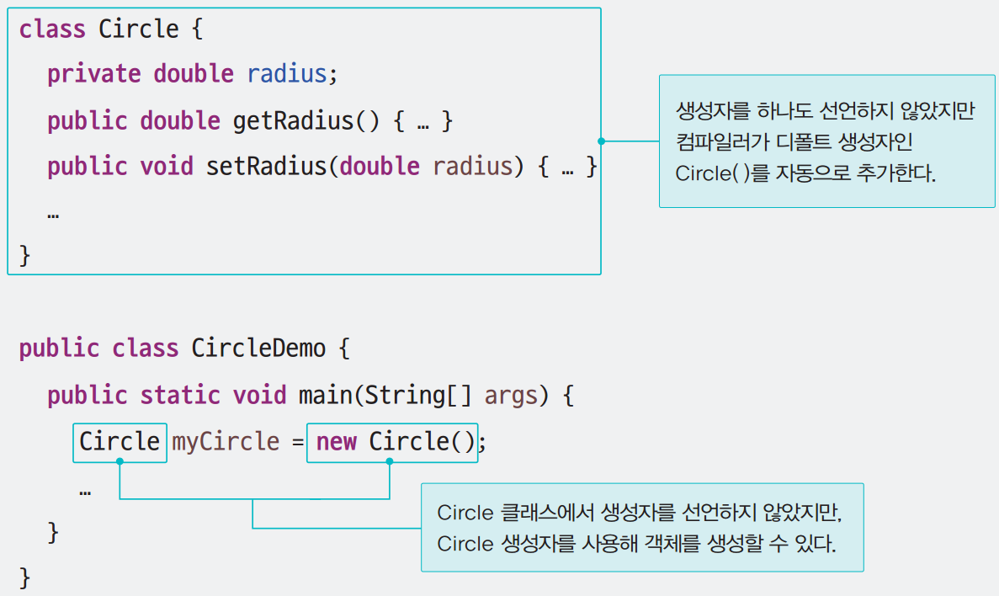 class Circle {
private double radius;
public double getRadius() { … }
public void setRadius(double radius) { … }
…
}
생성자를 하나도 선언하지 않았지만
컴파일러가 디폴트 생성자인
Circle( )를 자동으로 추가한다.
public class CircleDemo {
public static void main(String[] args) {
Circle myCircle = new Circle();
…
}
}
Circle 클래스에서 생성자를 선언하지 않았지만,
Circle 생성자를 사용해 객체를 생성할 수 있다.